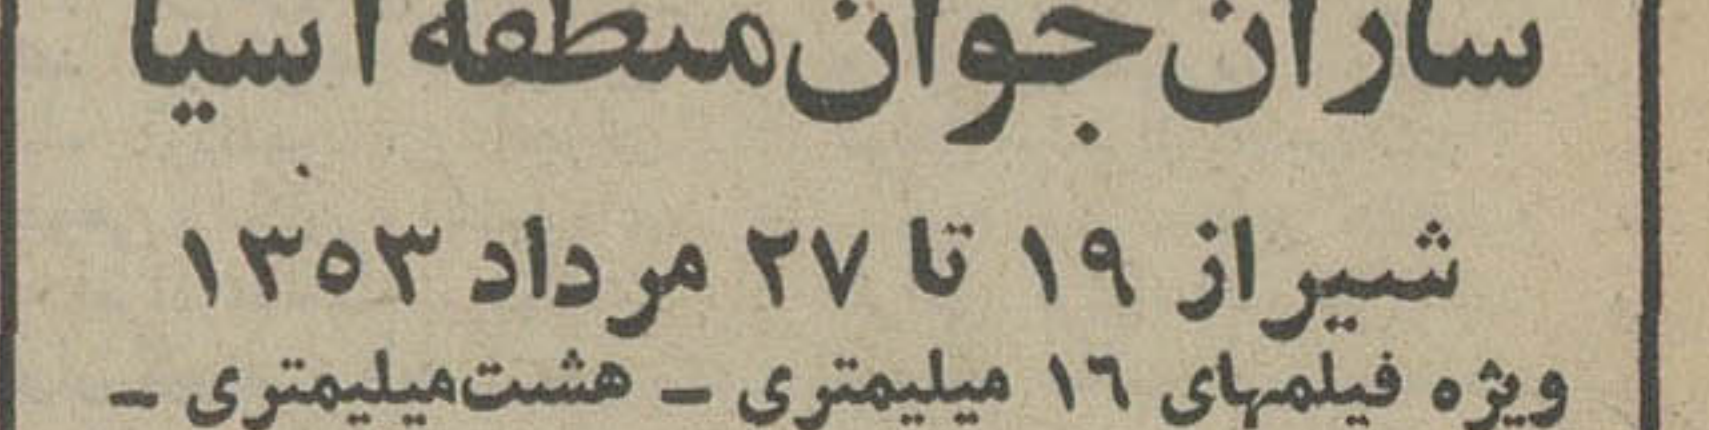 سازان جوان منطقه آسیا
شیراز ۱۹ تا ۲۷ مرداد ۱۳۵۳
ویژه فیلمهای ۱۶ میلیمتری - هشت‌میلیمتری -